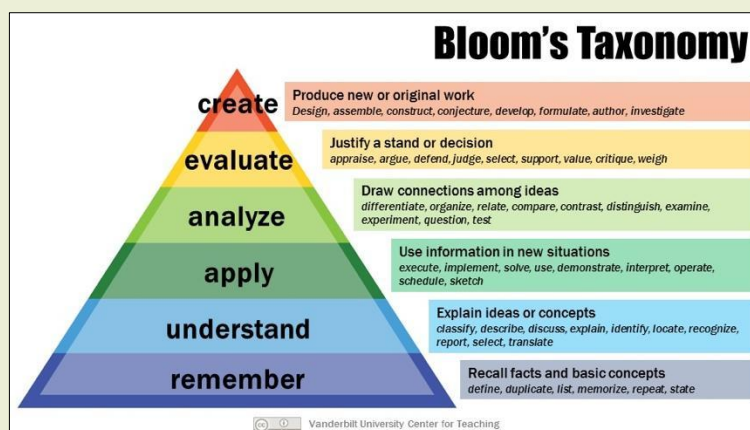 Bloom's Taxonomy
create
Produce new or original work
Design, assemble, construct, conjecture, develop, formulate, author, investigate
evaluate
Justify a stand or decision
appraise, argue, defend, judge, select, support, value, critique, weigh
analyze
Draw connections among ideas
differentiate, organize, relate, compare, contrast, distinguish, examine,
experiment, question, test
apply
Use information in new situations
execute, implement, solve, use, demonstrate, interpret, operate,
schedule, sketch
understand
Explain ideas or concepts
classify, describe, discuss, explain, identify, locate, recognize,
report, select, translate
remember
Recall facts and basic concepts
define, duplicate, list, memorize, repeat, state
cc Vanderbilt University Center for Teaching